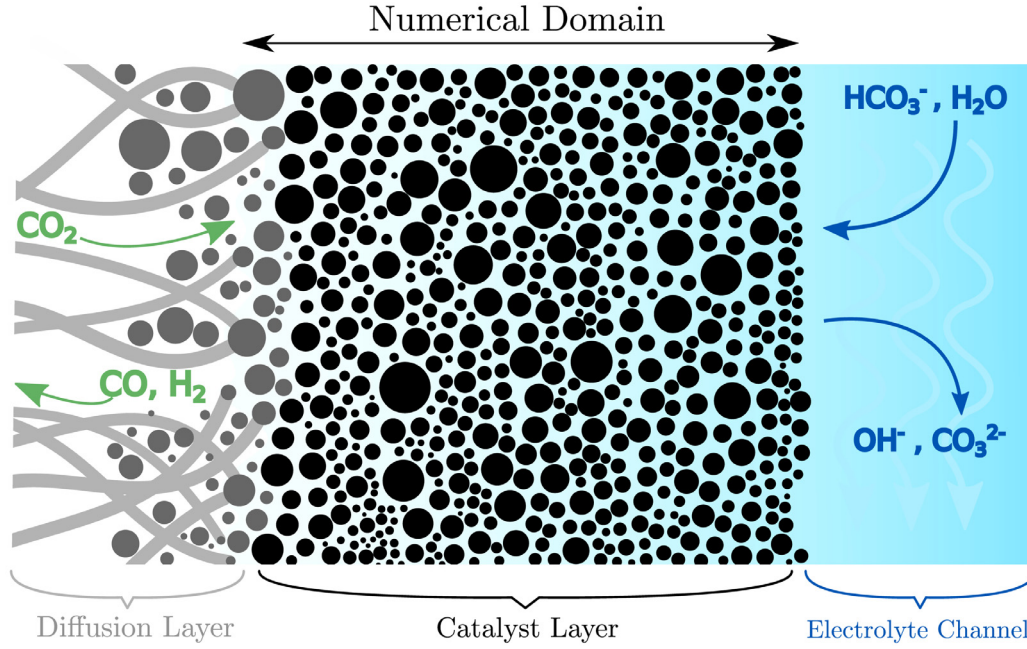 Numerical Domain
HCO₃⁻, H₂O
CO₂
CO, H₂
OH⁻, CO₃²⁻
Diffusion Layer
Catalyst Layer
Electrolyte Channel